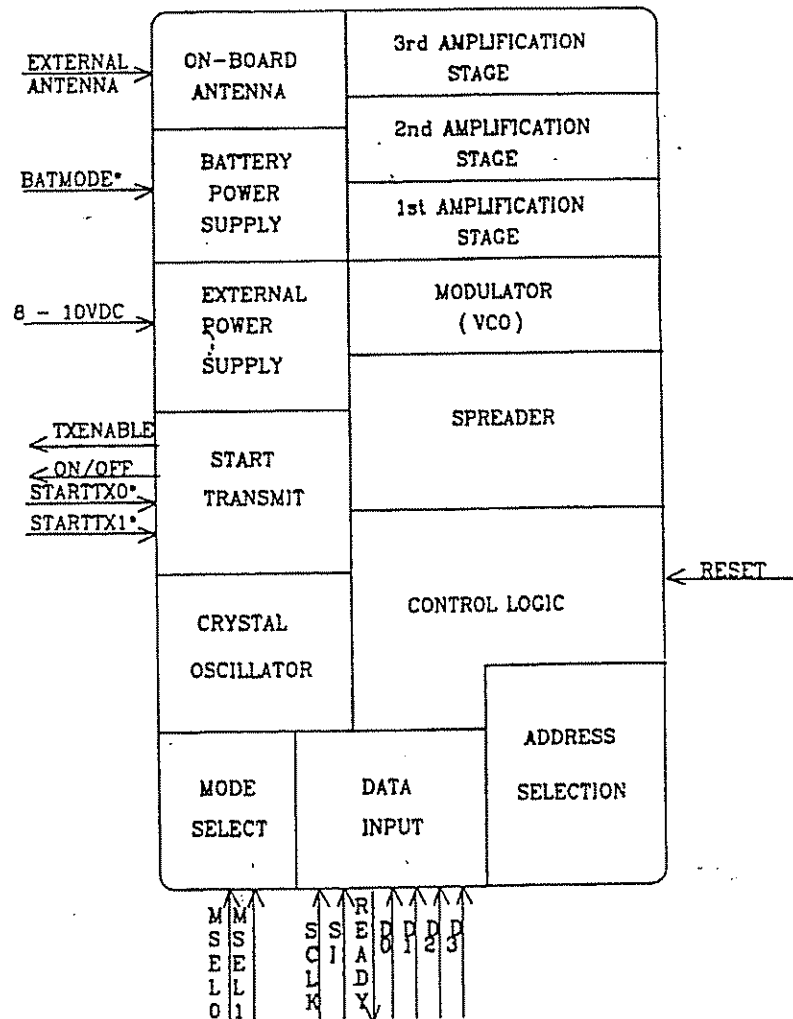 EXTERNAL
ANTENNA
ON-BOARD
ANTENNA
3rd AMPLIFICATION
STAGE
2nd AMPLIFICATION
STAGE
BATMODE*
BATTERY
POWER
SUPPLY
1st AMPLIFICATION
STAGE
8 - 10VDC
EXTERNAL
POWER
SUPPLY
MODULATOR
(VCO)
TXENABLE
ON/OFF
STARTTX0*
STARTTX1*
START
TRANSMIT
SPREADER
RESET
CONTROL LOGIC
CRYSTAL
OSCILLATOR
ADDRESS
SELECTION
MODE
SELECT
DATA
INPUT
MSEL0
MSEL1
SCLK
SI
READY
D0
D1
D2
D3